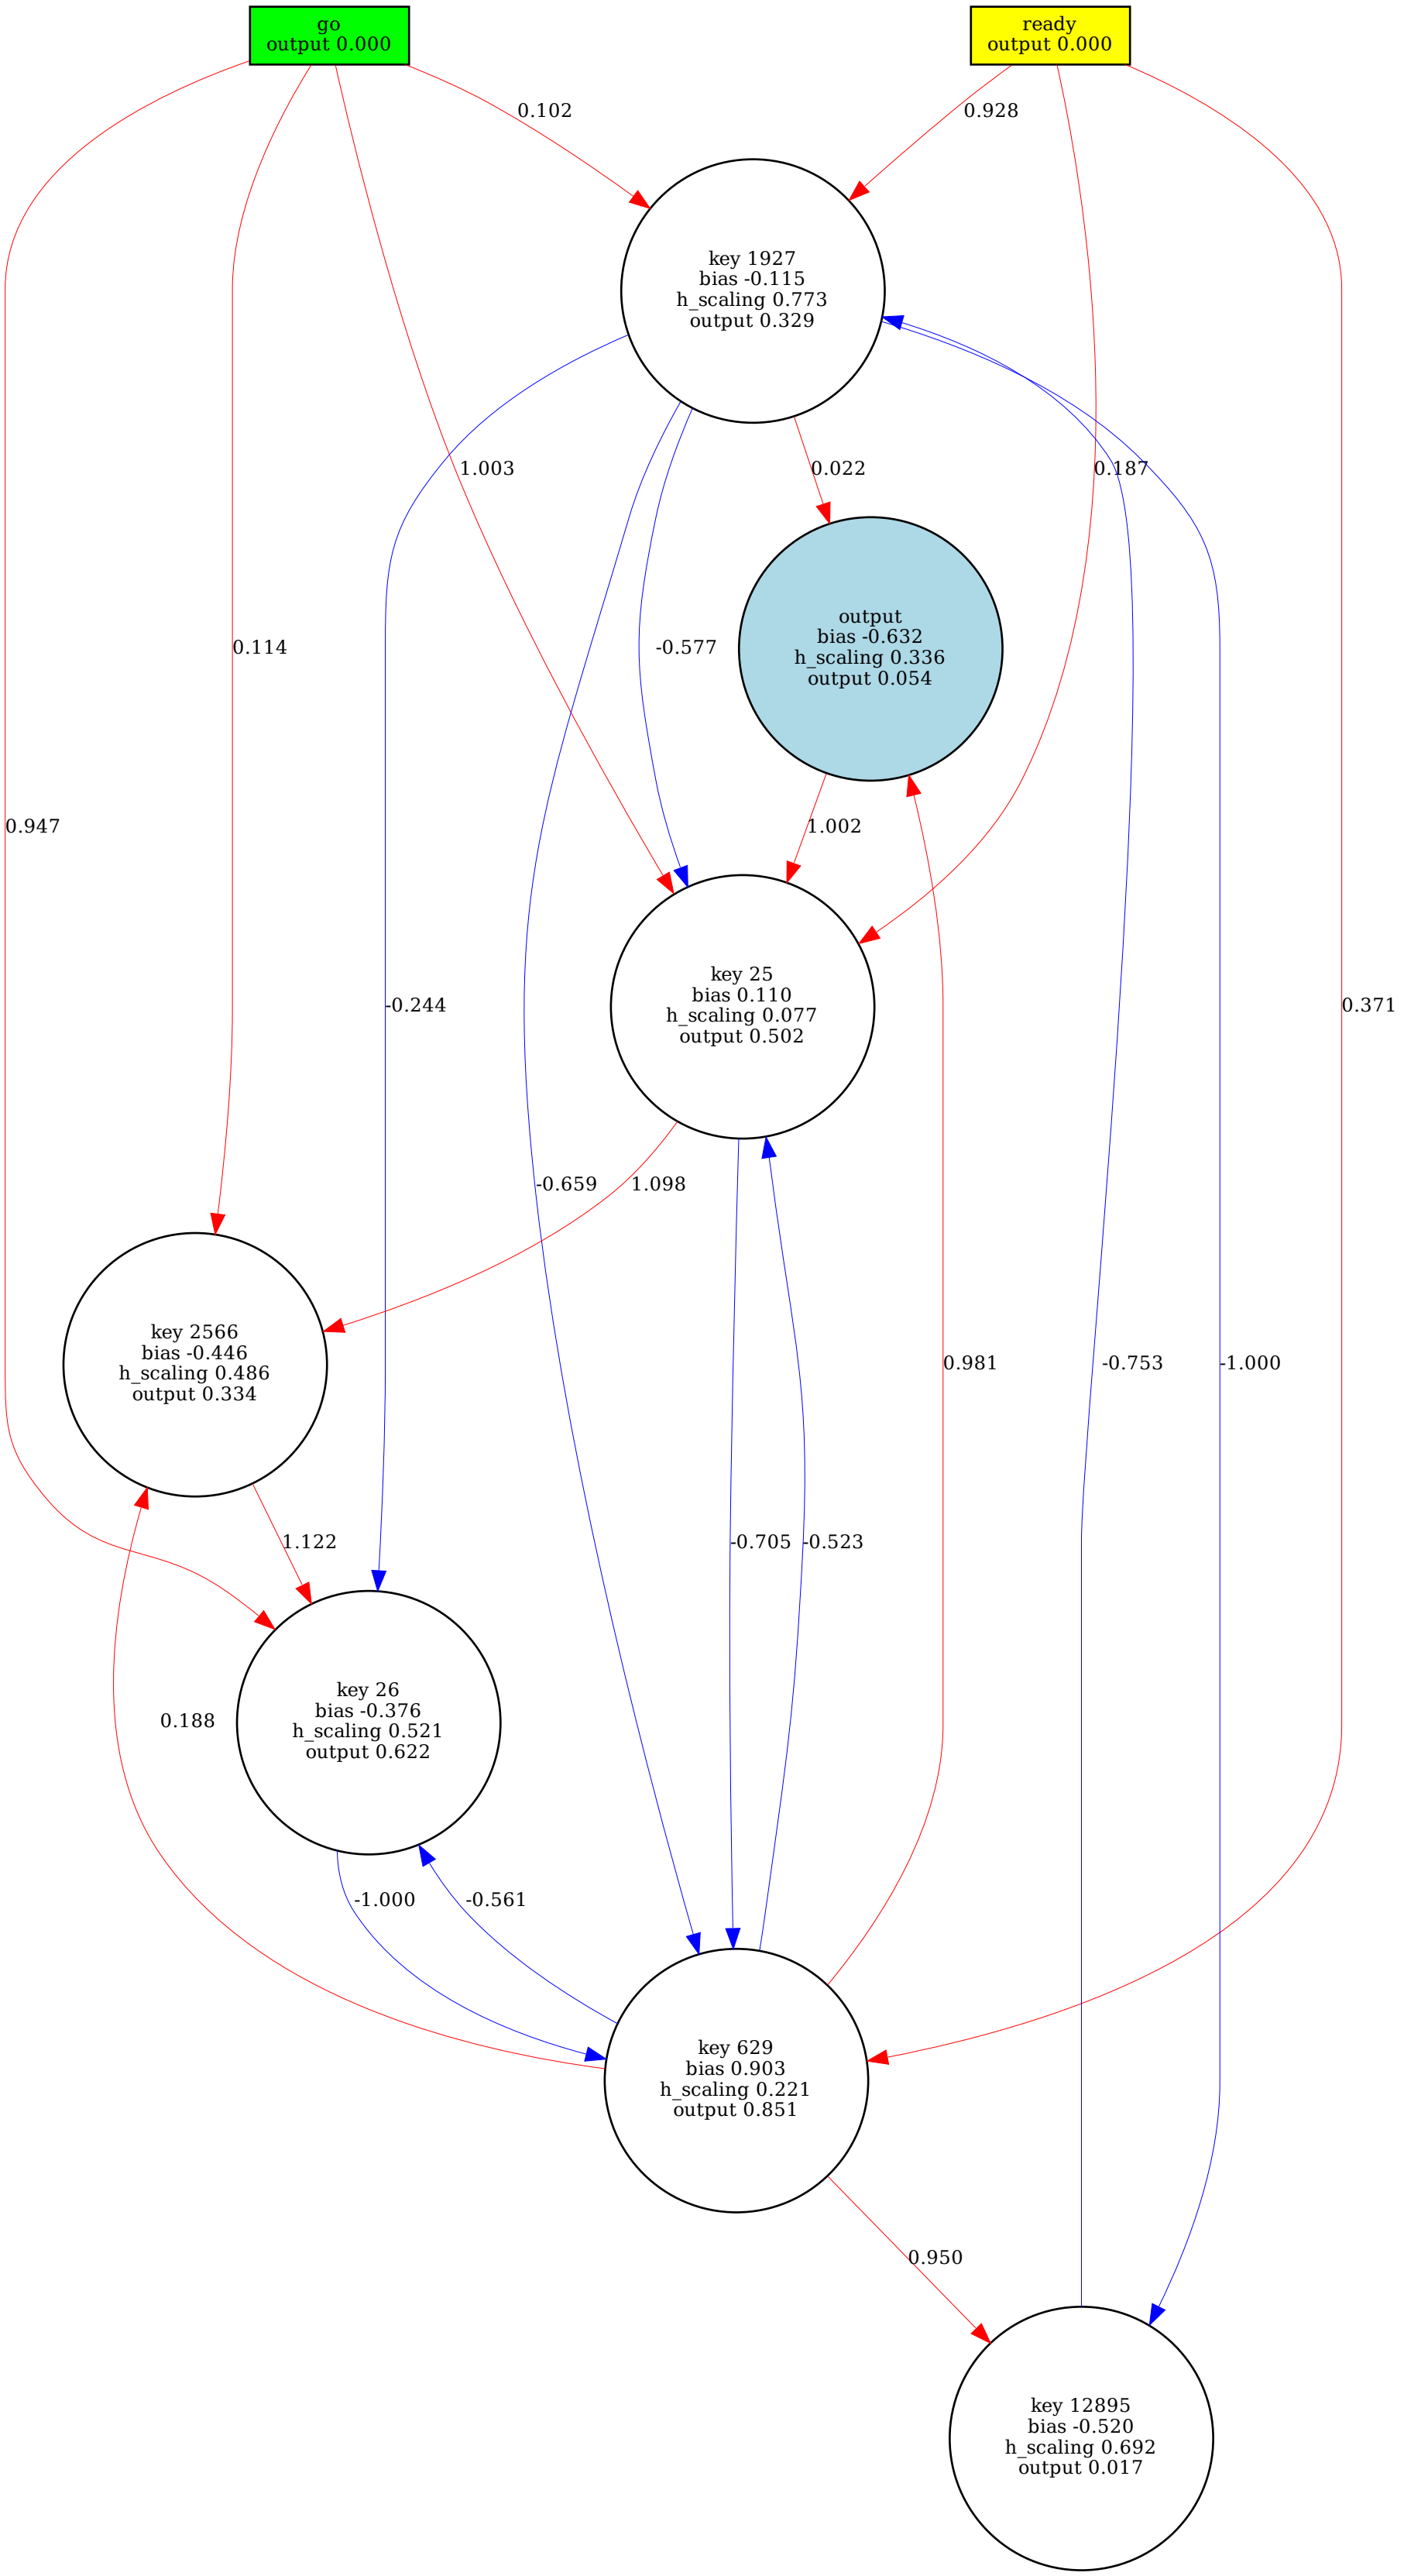 go
output 0.000
ready
output 0.000
0.102
0.928
key 1927
bias -0.115
h_scaling 0.773
output 0.329
1.003
0.022
0.187
0.114
-0.577
output
bias -0.632
h_scaling 0.336
output 0.054
0.947
1.002
-0.244
key 25
bias 0.110
h_scaling 0.077
output 0.502
0.371
-0.659
1.098
key 2566
bias -0.446
h_scaling 0.486
output 0.334
0.981
-0.753
-1.000
1.122
-0.705
-0.523
0.188
key 26
bias -0.376
h_scaling 0.521
output 0.622
-1.000
-0.561
key 629
bias 0.903
h_scaling 0.221
output 0.851
0.950
key 12895
bias -0.520
h_scaling 0.692
output 0.017